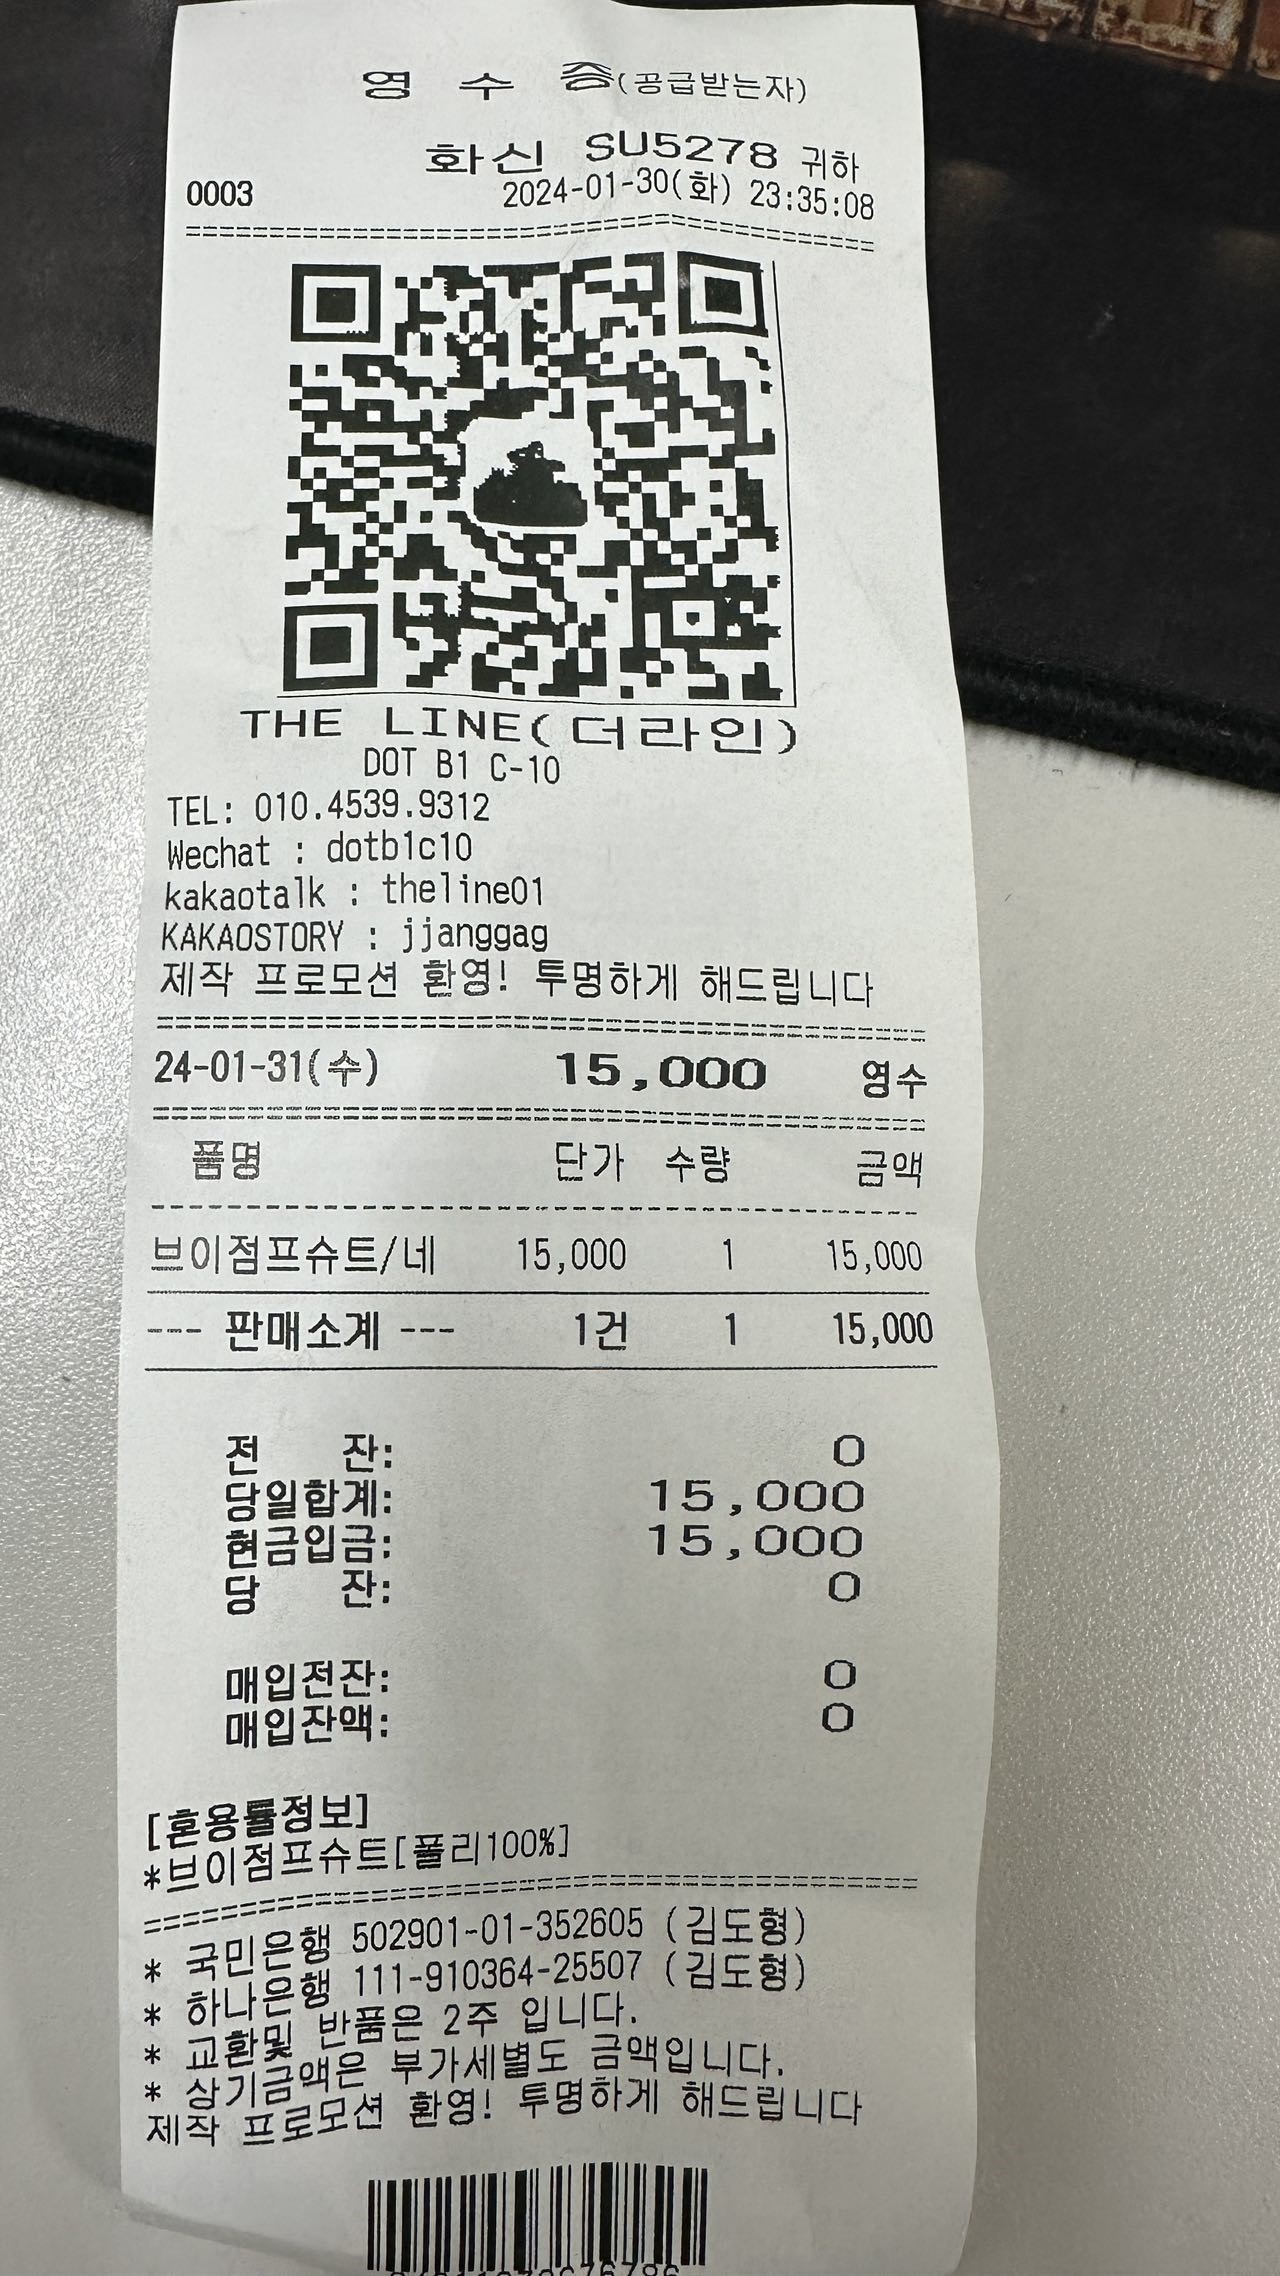 영 수 증(공급받는자)
화신 SU5278 귀하
0003 2024-01-30(화) 23:35:08
THE LINE(더라인)
DOT B1 C-10
TEL: 010.4539.9312
Wechat : dotb1c10
kakaotalk : theline01
KAKAOSTORY : jjanggag
제작 프로모션 환영! 투명하게 해드립니다
24-01-31(수) 15,000 영수
품명 단가 수량 금액
브이점프슈트/네 15,000 1 15,000
--- 판매소계 --- 1건 1 15,000
전 잔: 0
당일합계: 15,000
현금입금: 15,000
당 잔: 0
매입전잔: 0
매입잔액: 0
[혼용률정보]
*브이점프슈트[폴리100%]
* 국민은행 502901-01-352605 (김도형)
* 하나은행 111-910364-25507 (김도형)
* 교환및 반품은 2주 입니다.
* 상기금액은 부가세별도 금액입니다.
제작 프로모션 환영! 투명하게 해드립니다